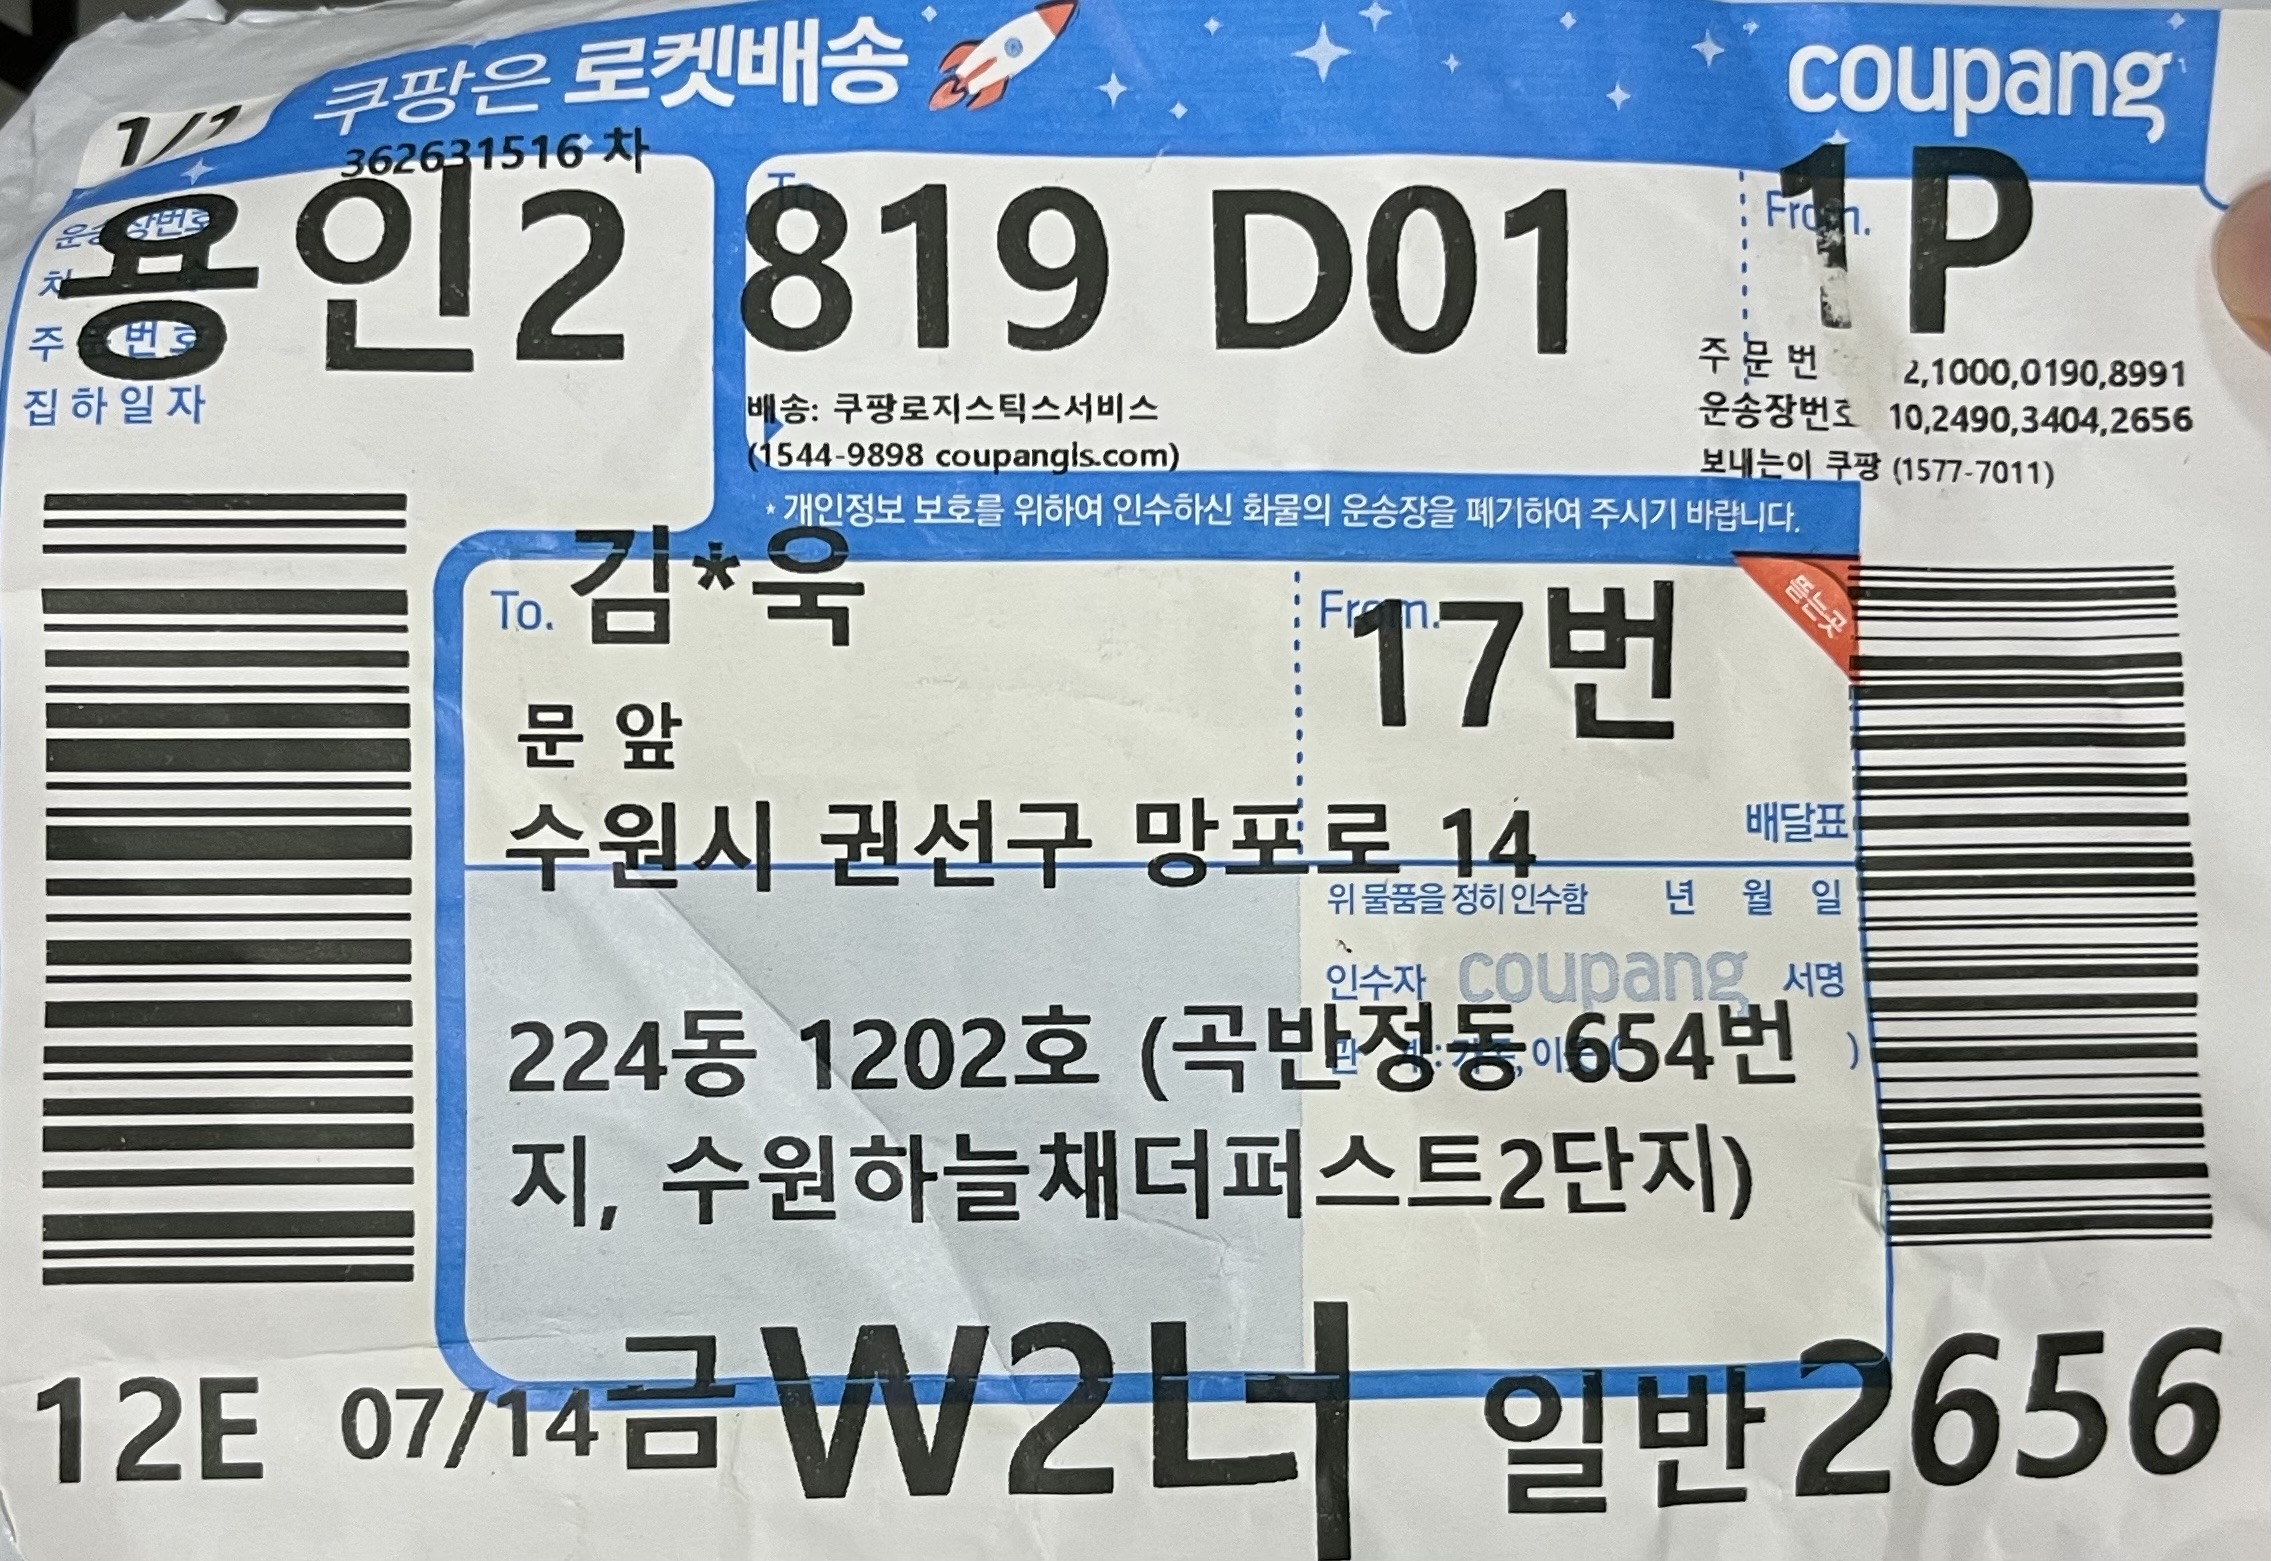 쿠팡은 로켓배송
coupang
1/1
362631516 차
용인2 819 D01 1P
To.
From.
운송장번호
주문번호
집하일자
주문번 2,1000,0190,8991
운송장번호 10,2490,3404,2656
보내는이 쿠팡 (1577-7011)
배송: 쿠팡로지스틱스서비스
(1544-9898 coupangls.com)
* 개인정보 보호를 위하여 인수하신 화물의 운송장을 폐기하여 주시기 바랍니다.
뜯는곳
To. 김*욱
From. 17번
문 앞
수원시 권선구 망포로 14
배달표
위 물품을 정히 인수함 년 월 일
인수자 coupang 서명
224동 1202호 (곡반정동 654번
지, 수원하늘채더퍼스트2단지)
12E 07/14 금 W2너 일반 2656